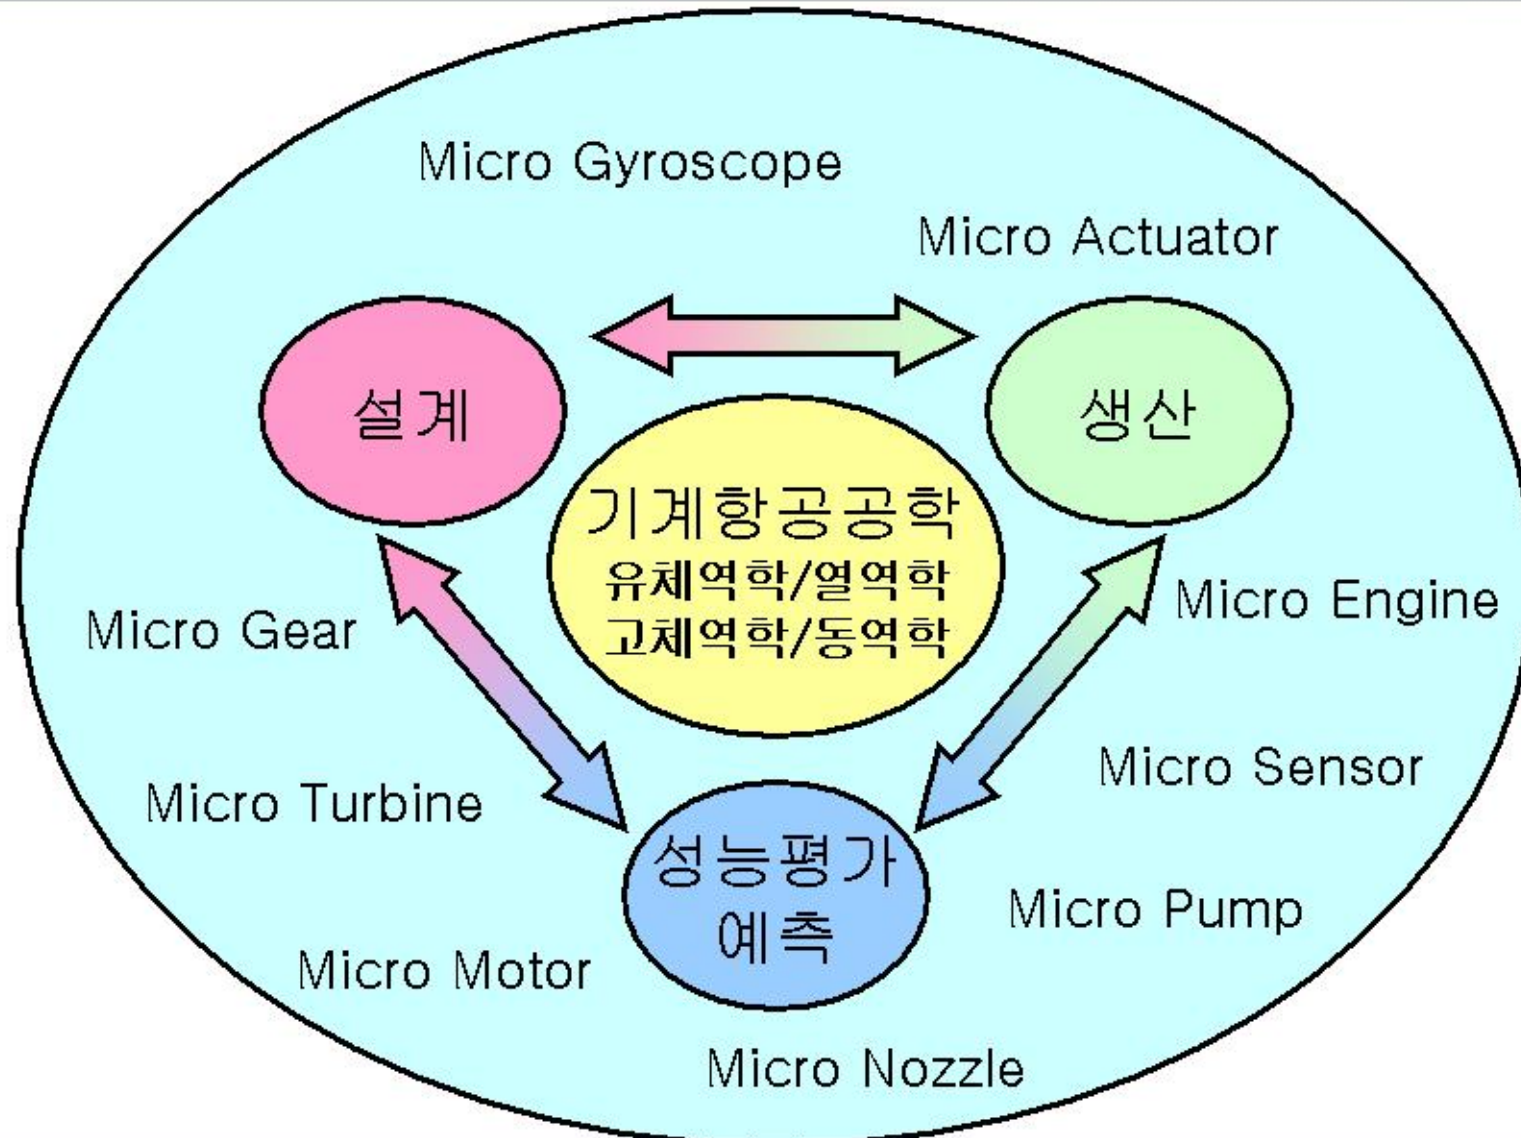 Micro Gyroscope
Micro Actuator
설계
생산
기계항공공학
유체역학/열역학
고체역학/동역학
Micro Gear
Micro Engine
Micro Turbine
Micro Sensor
성능평가
예측
Micro Pump
Micro Motor
Micro Nozzle